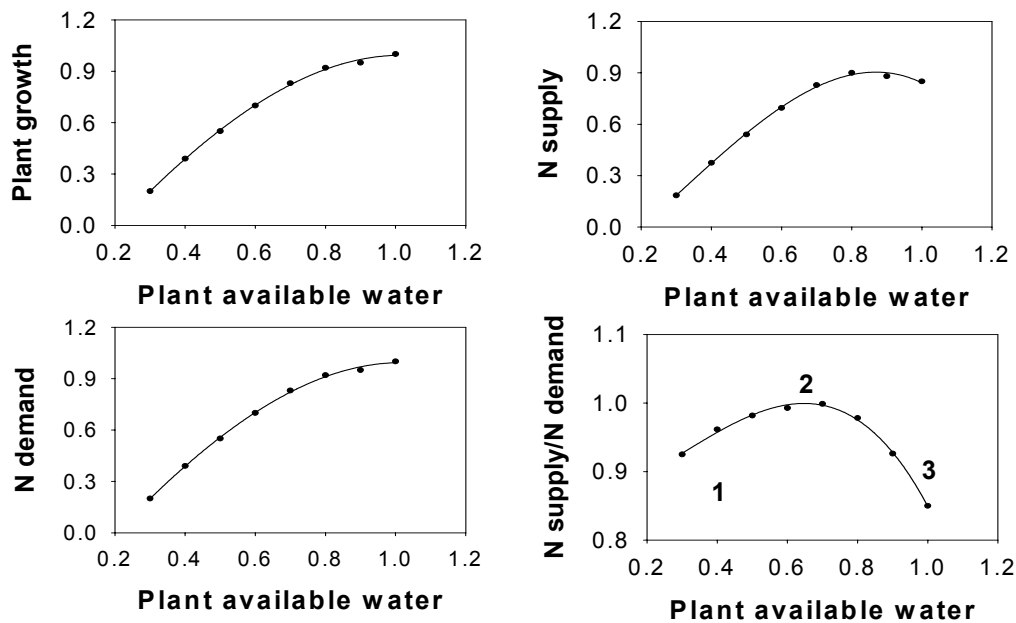 Plant growth
1.2
0.9
0.6
0.3
0.0
0.2 0.4 0.6 0.8 1.0 1.2
Plant available water
N supply
1.2
0.9
0.6
0.3
0.0
0.2 0.4 0.6 0.8 1.0 1.2
Plant available water
N demand
1.2
0.9
0.6
0.3
0.0
0.2 0.4 0.6 0.8 1.0 1.2
Plant available water
N supply/N demand
1.1
1.0
0.9
0.8
1
2
3
0.2 0.4 0.6 0.8 1.0 1.2
Plant available water